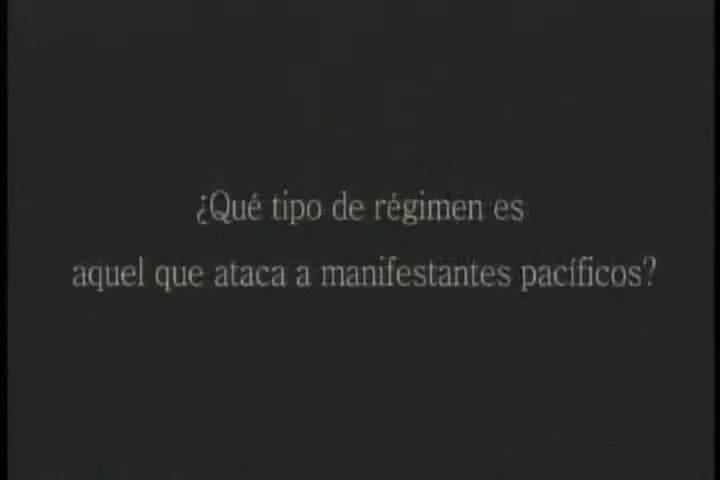 ¿Qué tipo de régimen es
aquel que ataca a manifestantes pacíficos?